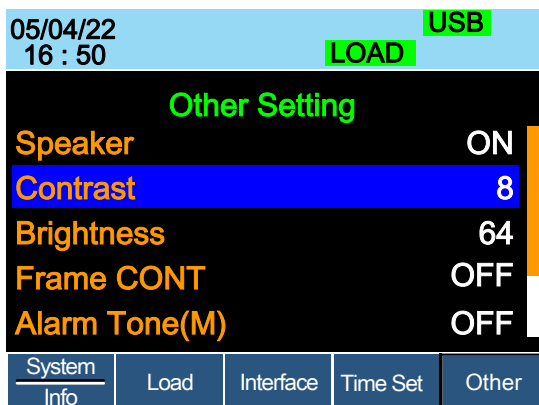 05/04/22 USB
16 : 50 LOAD
Other Setting
Speaker ON
Contrast 8
Brightness 64
Frame CONT OFF
Alarm Tone(M) OFF
System Info Load Interface Time Set Other